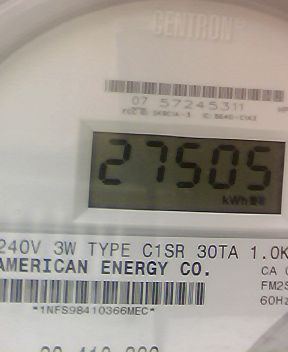 CENTRON
07 57245311
27505
kWh
240V 3W TYPE C1SR 30TA 1.0K
AMERICAN ENERGY CO.
CA
FM2S
60Hz
*1NFS98410366MEC*